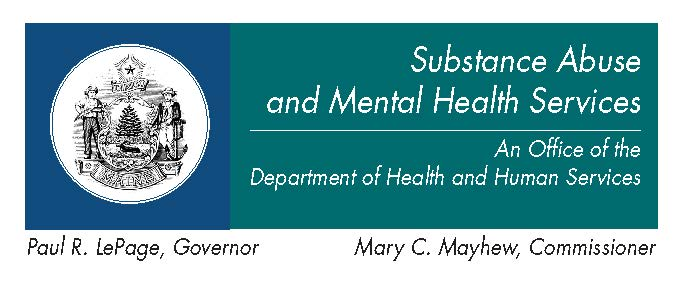 Substance Abuse
and Mental Health Services
An Office of the
Department of Health and Human Services
MAINE
Paul R. LePage, Governor
Mary C. Mayhew, Commissioner